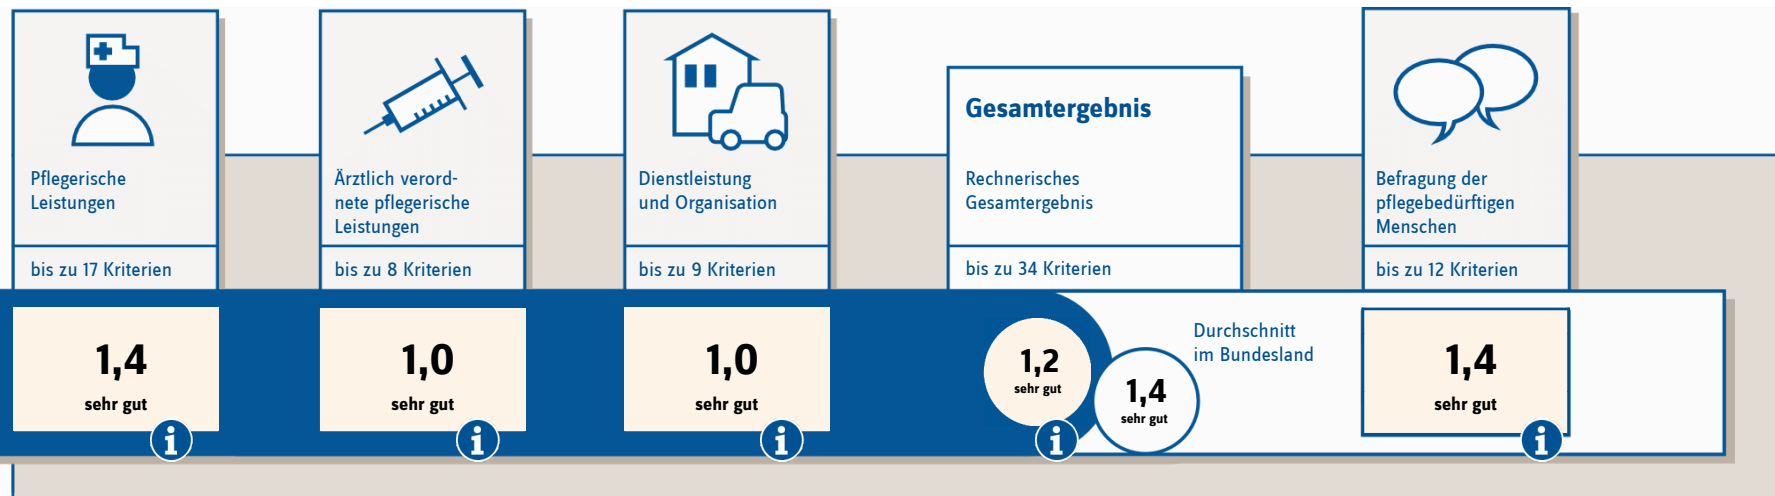 Pflegerische
Leistungen
bis zu 17 Kriterien
1,4
sehr gut
i
Ärztlich verord-
nete pflegerische
Leistungen
bis zu 8 Kriterien
1,0
sehr gut
i
Dienstleistung
und Organisation
bis zu 9 Kriterien
1,0
sehr gut
i
Gesamtergebnis
Rechnerisches
Gesamtergebnis
bis zu 34 Kriterien
1,2
sehr gut
i
1,4
sehr gut
Durchschnitt
im Bundesland
Befragung der
pflegebedürftigen
Menschen
bis zu 12 Kriterien
1,4
sehr gut
i